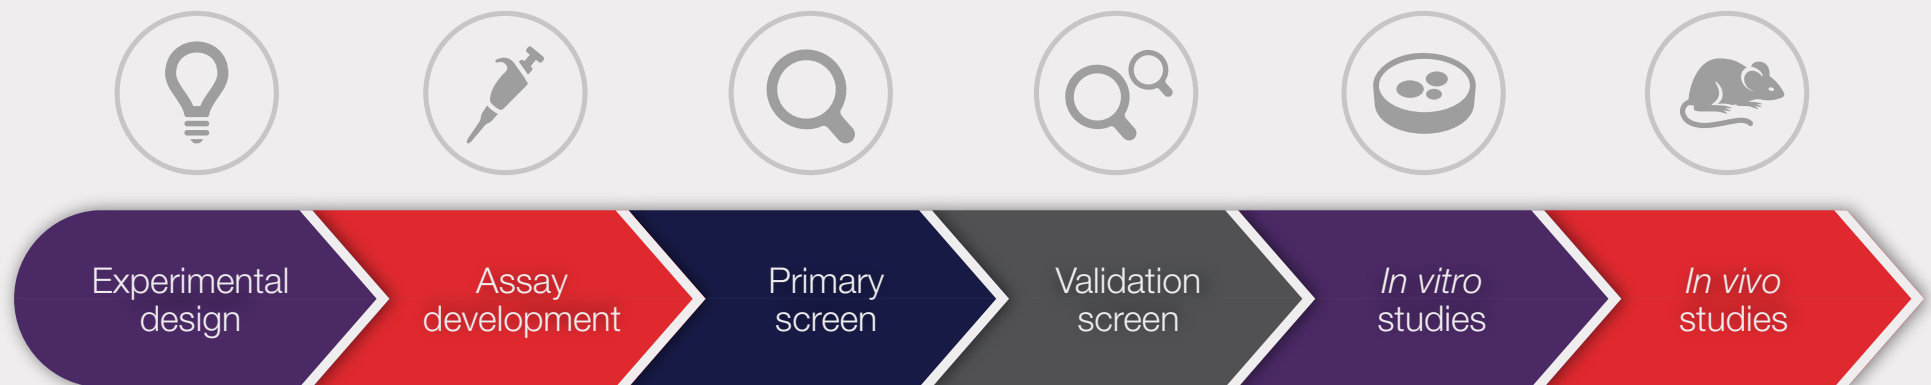 Experimental
design
Assay
development
Primary
screen
Validation
screen
In vitro
studies
In vivo
studies